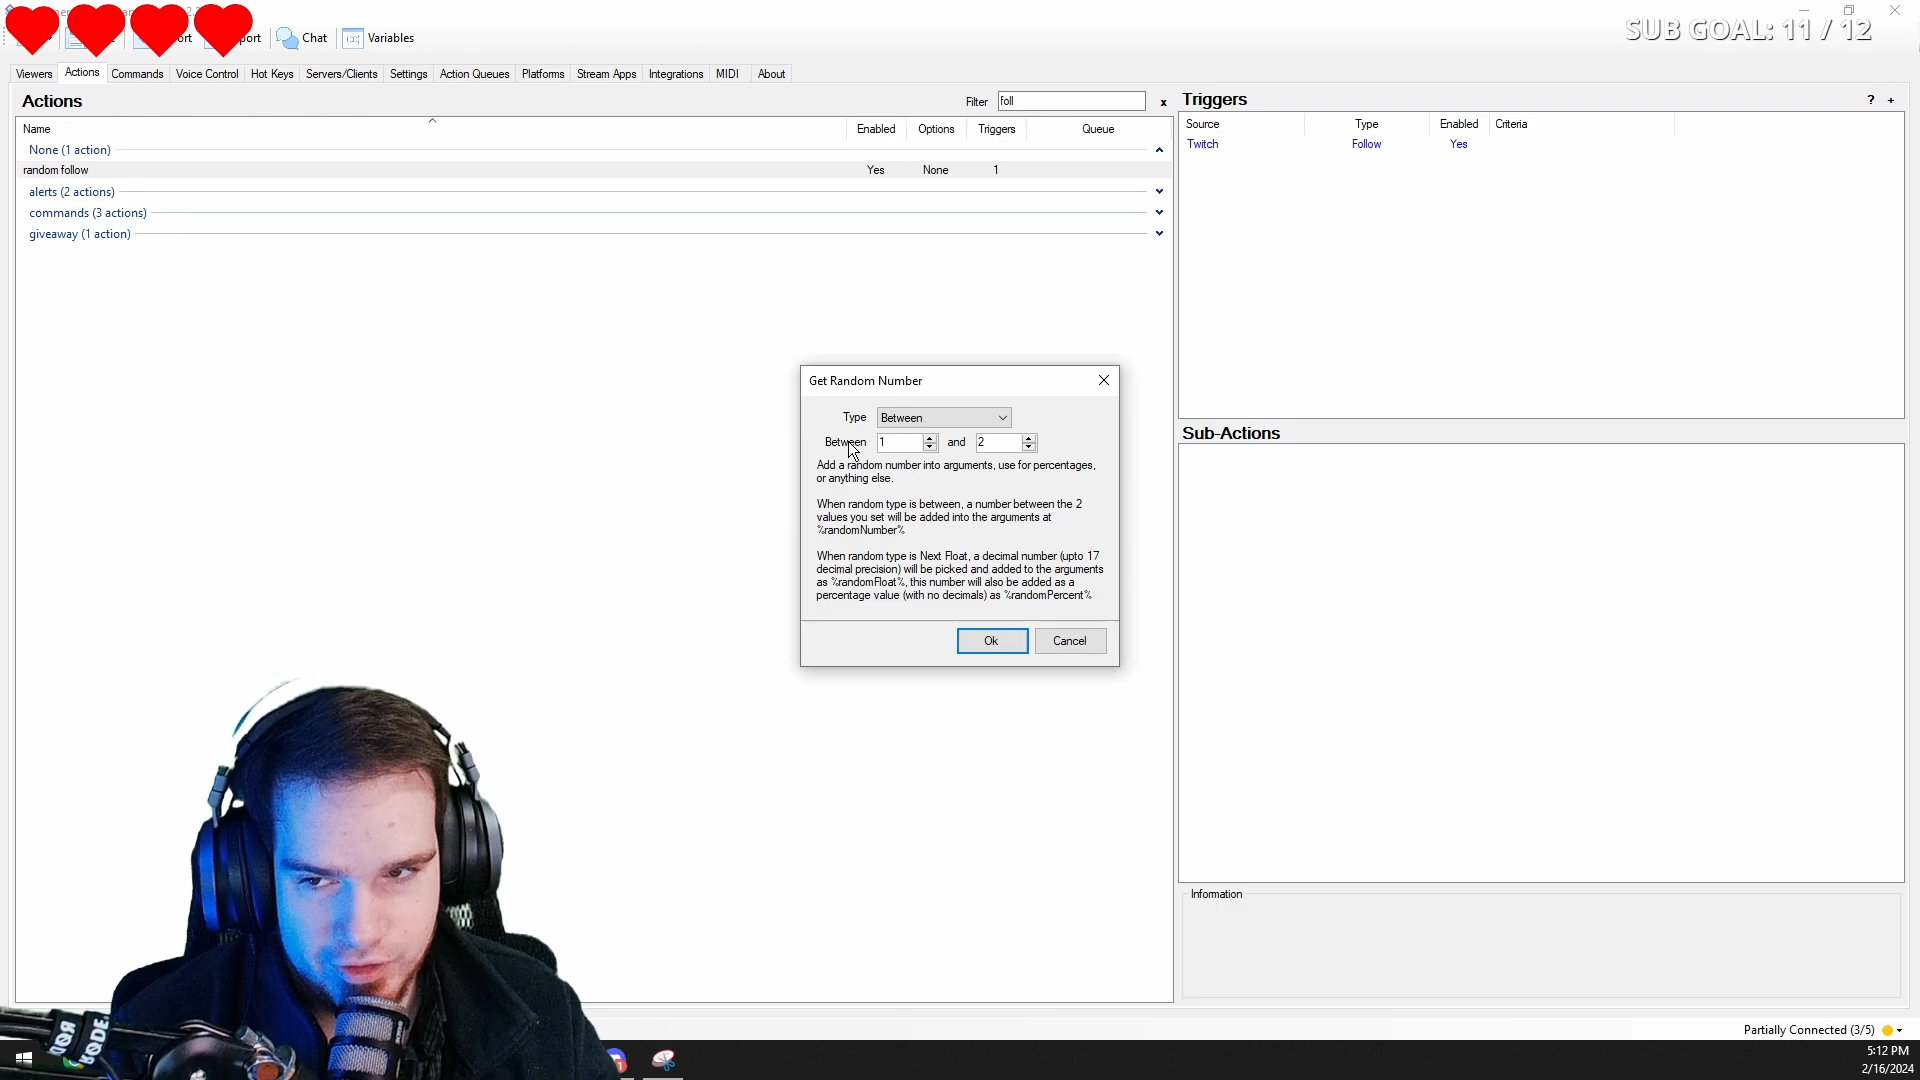 SUB GOAL: 11 / 12
Chat
Variables
Viewers
Actions
Commands
Voice Control
Hot Keys
Servers/Clients
Settings
Action Queues
Platforms
Stream Apps
Integrations
MIDI
About
Actions
Filter
foll
x
Name
Enabled
Options
Triggers
Queue
None (1 action)
random follow
Yes
None
1
alerts (2 actions)
commands (3 actions)
giveaway (1 action)
Triggers
? +
Source
Type
Enabled
Criteria
Twitch
Follow
Yes
Sub-Actions
Information
Get Random Number
Type
Between
Between 1 and 2
Add a random number into arguments, use for percentages,
or anything else.
When random type is between, a number between the 2
values you set will be added into the arguments at
%randomNumber%
When random type is Next Float, a decimal number (upto 17
decimal precision) will be picked and added to the arguments
as %randomFloat%, this number will also be added as a
percentage value (with no decimals) as %randomPercent%
Ok
Cancel
RODE
RODE
Partially Connected (3/5)
5:12 PM
2/16/2024